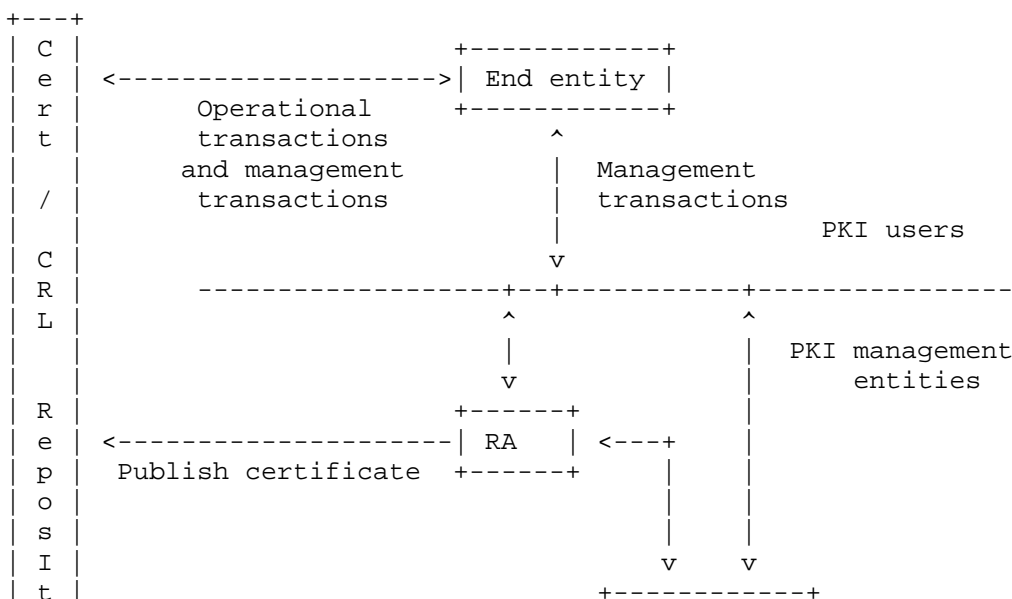 +---+
| C |                       +------------+
| e | <-------------------->| End entity |
| r |       Operational     +------------+
| t |       transactions          ^
|   |      and management         |  Management
| / |       transactions          |  transactions
|   |                             |                PKI users
| C |                             v
| R |       -------------------+--+-----------+----------------
| L |                          ^              ^
|   |                          |              |  PKI management
|   |                          v              |      entities
| R |                       +------+          |
| e | <---------------------| RA   | <---+    |
| p |  Publish certificate  +------+     |    |
| o |                                    |    |
| s |                                    |    |
| I |                                    v    v
| t |                                +------------+